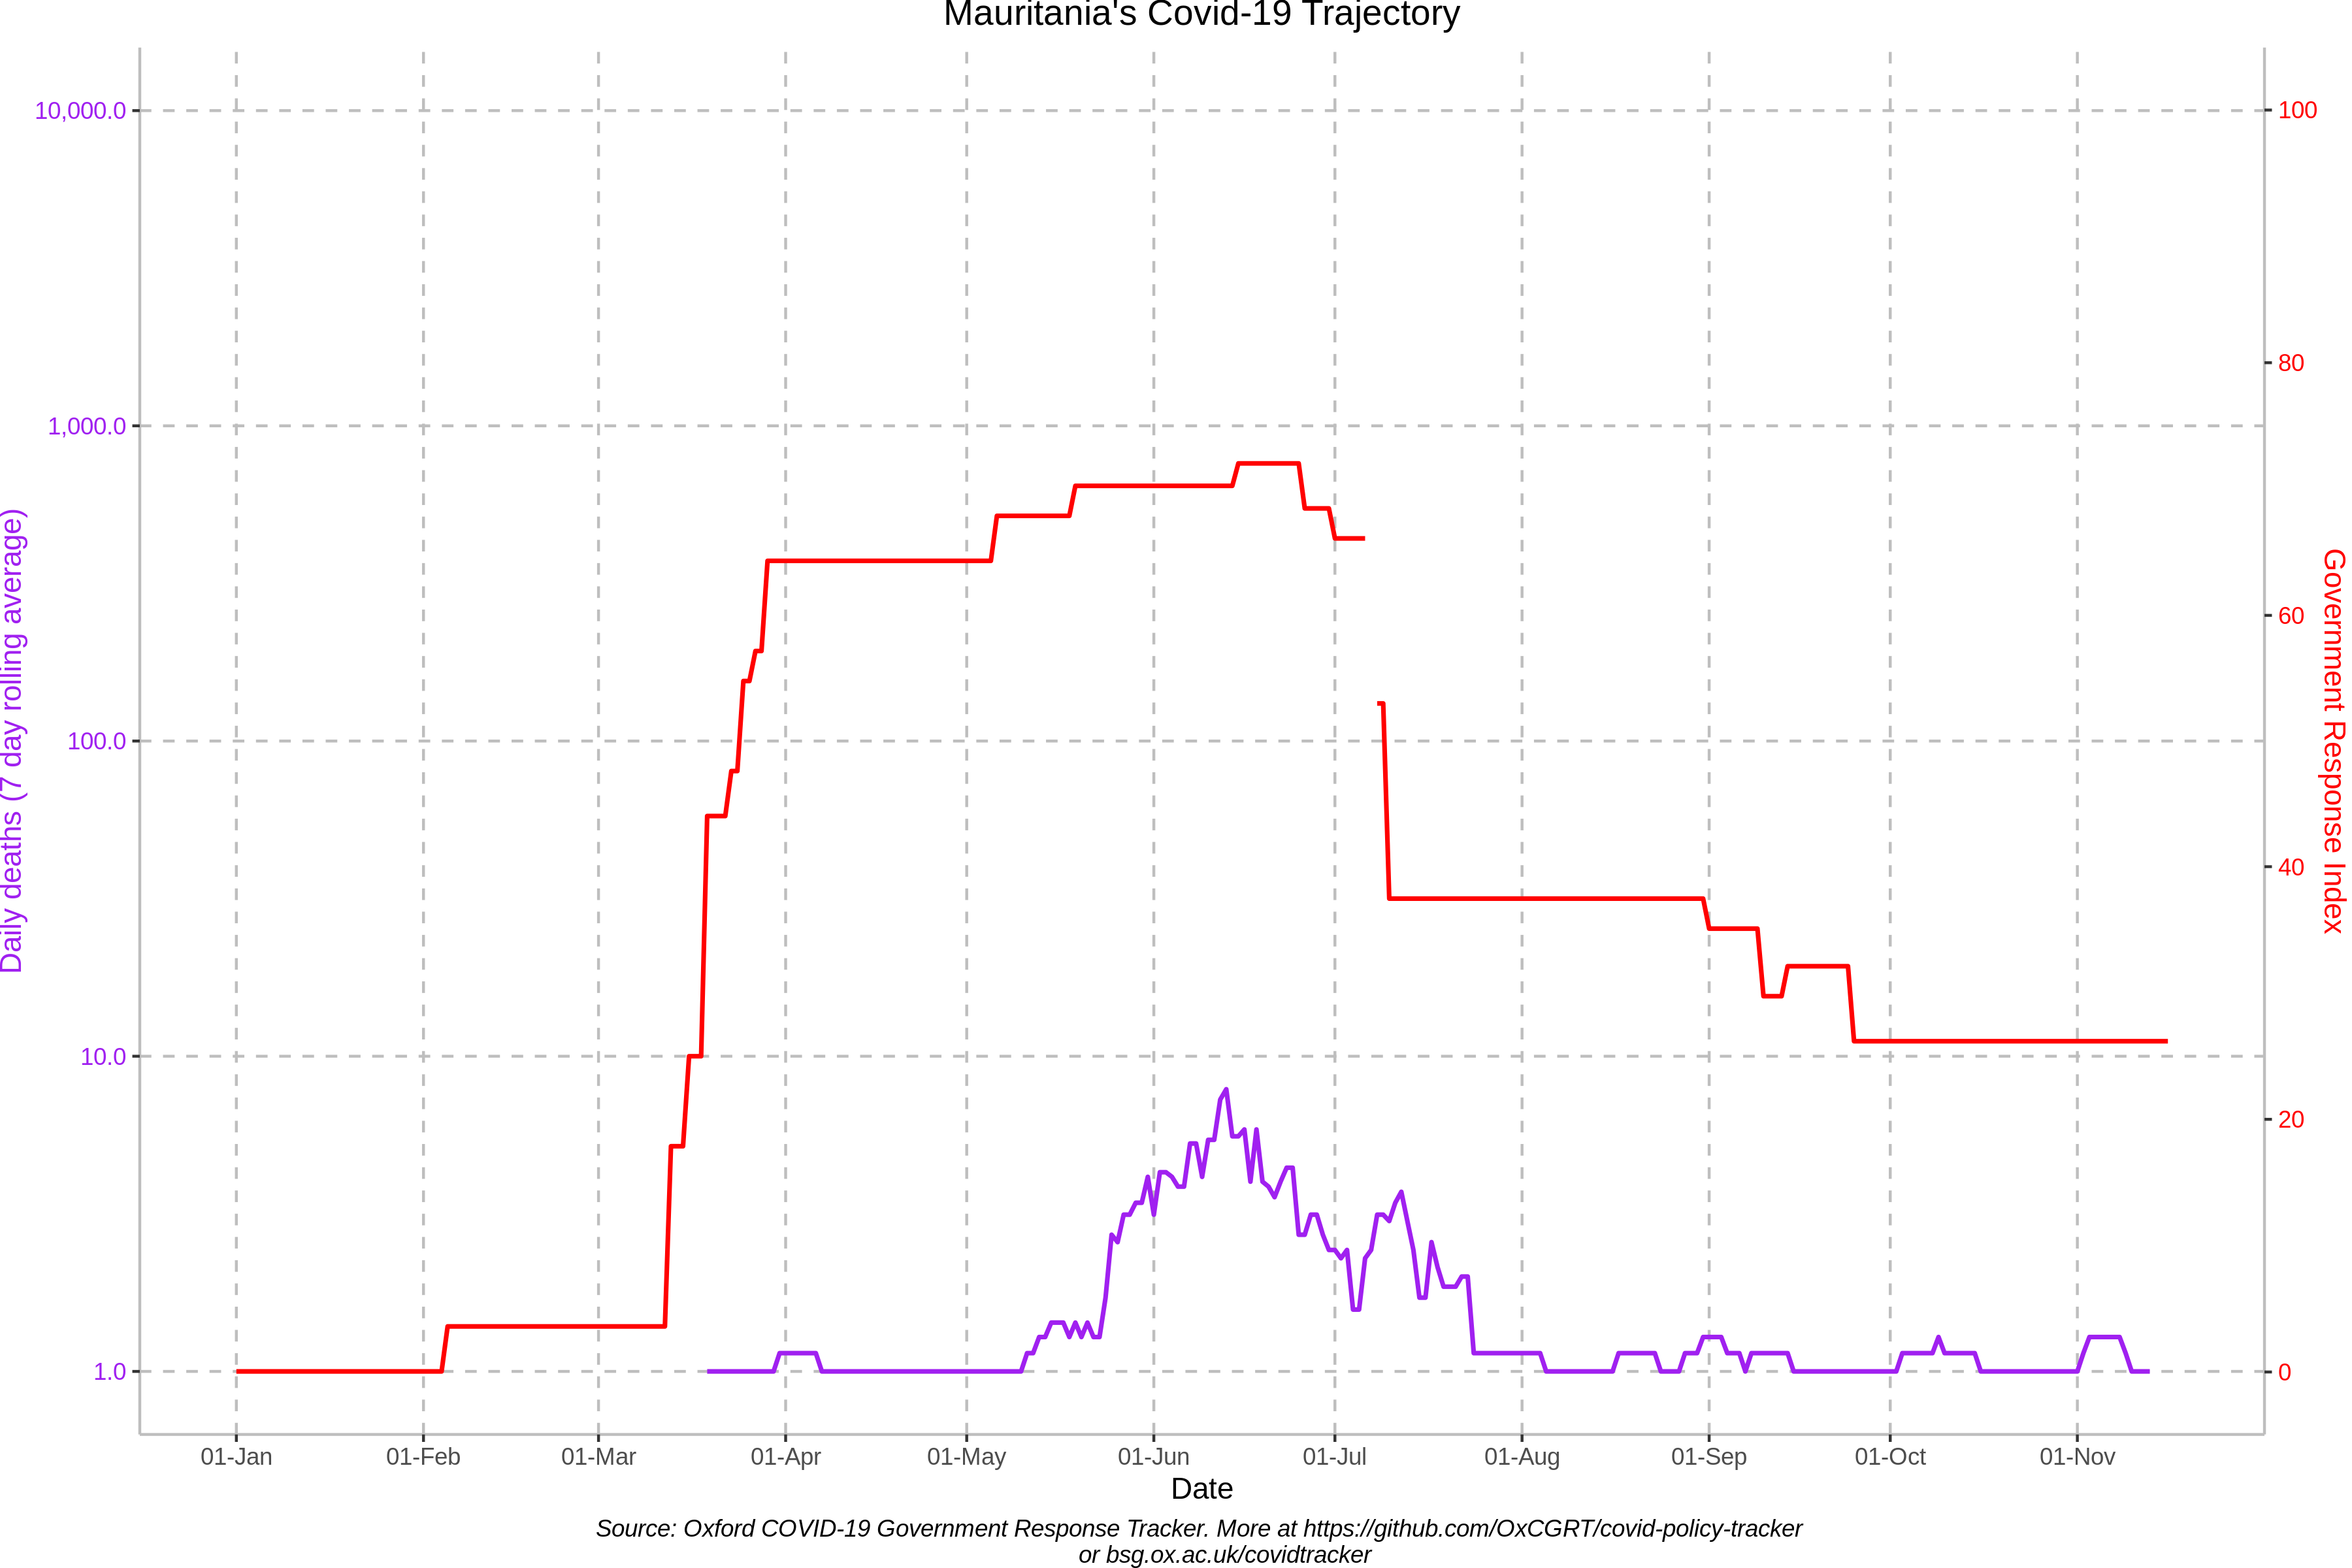 Mauritania's Covid-19 Trajectory
10,000.0
1,000.0
100.0
10.0
1.0
Daily deaths (7 day rolling average)
100
80
60
40
20
0
Government Response Index
01-Jan 01-Feb 01-Mar 01-Apr 01-May 01-Jun 01-Jul 01-Aug 01-Sep 01-Oct 01-Nov
Date
Source: Oxford COVID-19 Government Response Tracker. More at https://github.com/OxCGRT/covid-policy-tracker
or bsg.ox.ac.uk/covidtracker